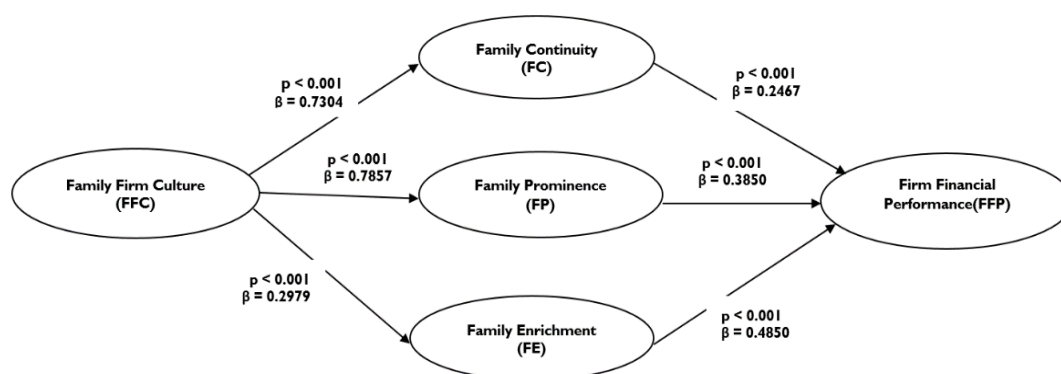 Family Continuity
(FC)
p < 0.001
β = 0.7304
p < 0.001
β = 0.2467
Family Firm Culture
(FFC)
p < 0.001
β = 0.7857
Family Prominence
(FP)
p < 0.001
β = 0.3850
Firm Financial
Performance(FFP)
p < 0.001
β = 0.2979
Family Enrichment
(FE)
p < 0.001
β = 0.4850